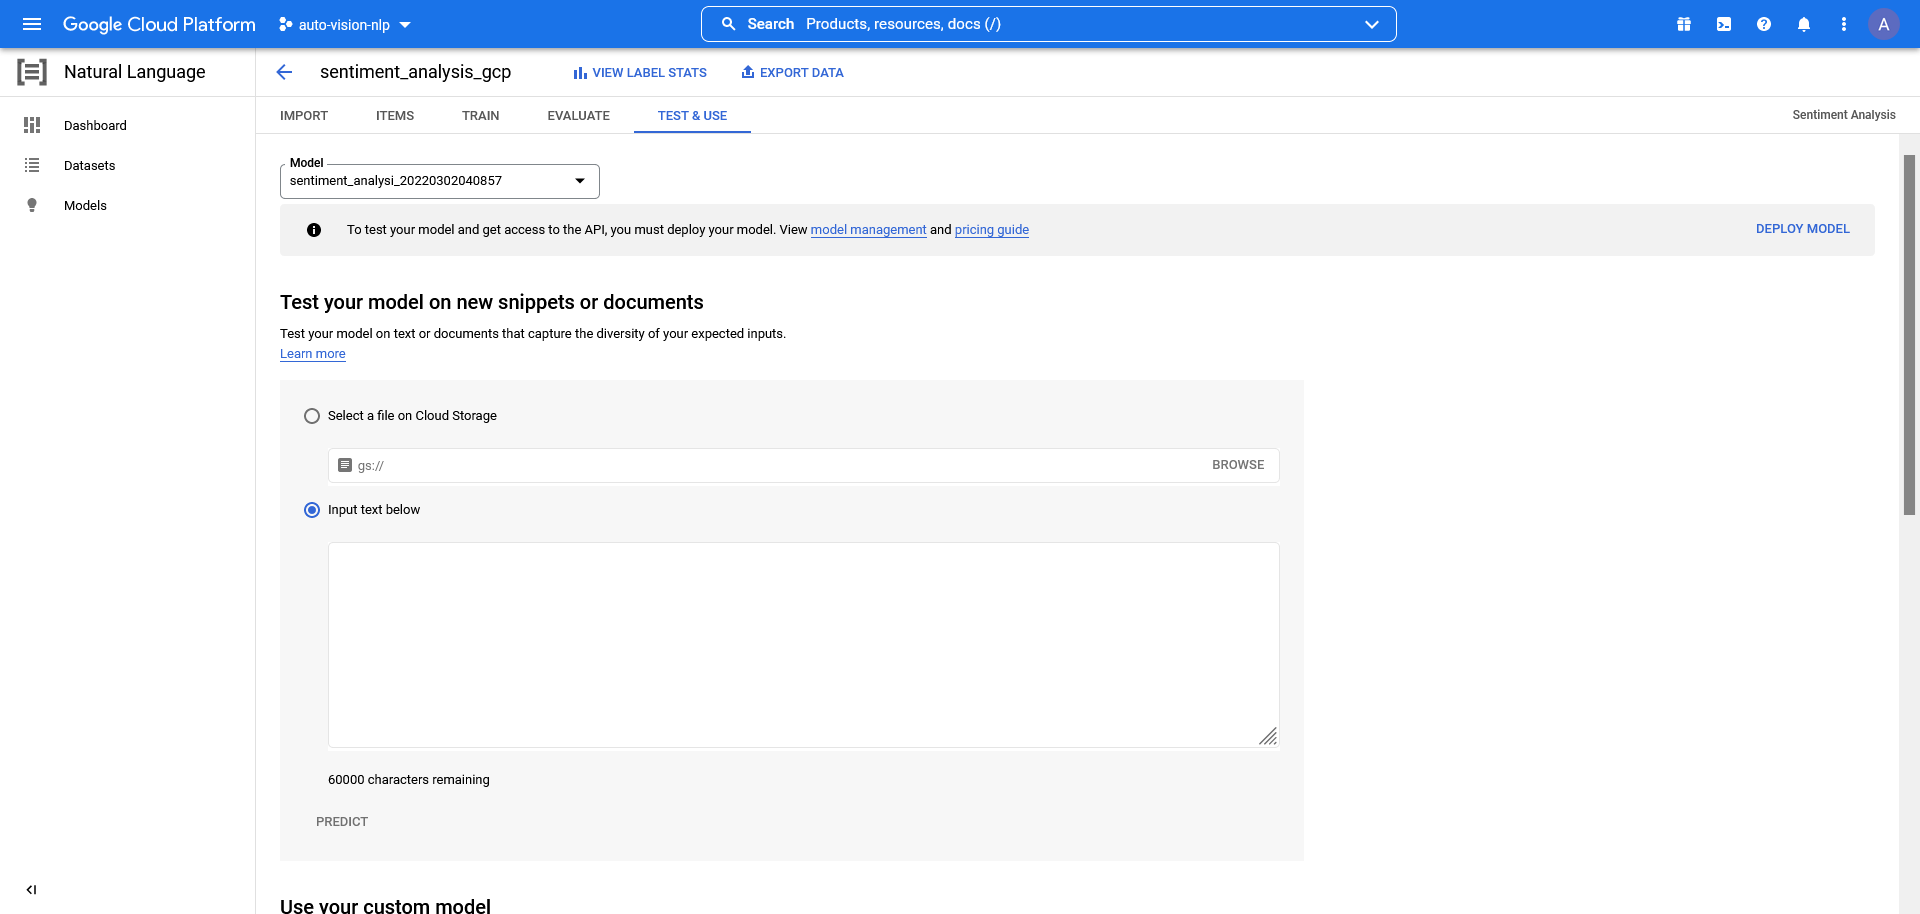 Google Cloud Platform
auto-vision-nlp
Search Products, resources, docs (/)
A
Natural Language
sentiment_analysis_gcp
VIEW LABEL STATS
EXPORT DATA
Dashboard
Datasets
Models
IMPORT
ITEMS
TRAIN
EVALUATE
TEST & USE
Sentiment Analysis
Model
sentiment_analysi_20220302040857
To test your model and get access to the API, you must deploy your model. View model management and pricing guide
DEPLOY MODEL
Test your model on new snippets or documents
Test your model on text or documents that capture the diversity of your expected inputs.
Learn more
Select a file on Cloud Storage
gs://
BROWSE
Input text below
60000 characters remaining
PREDICT
Use your custom model